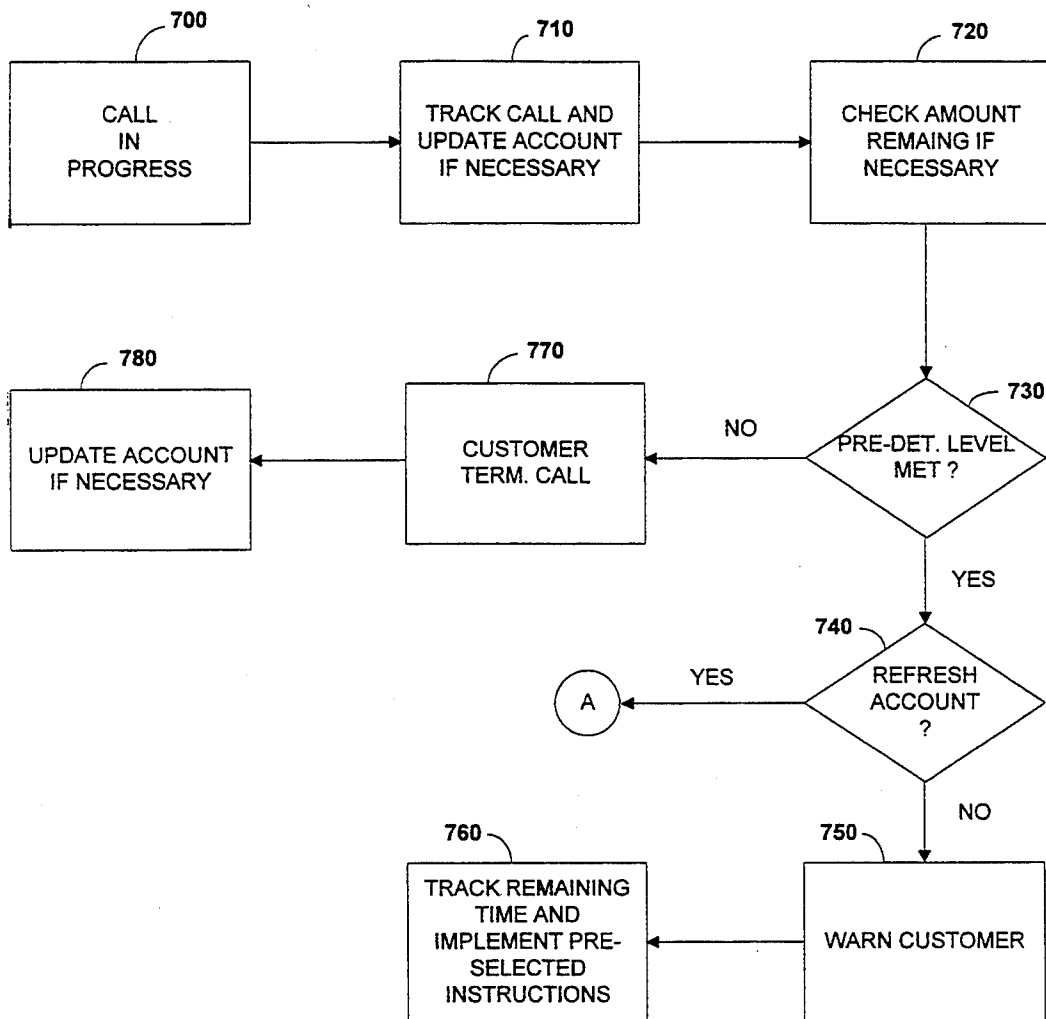 700
CALL
IN
PROGRESS
710
TRACK CALL AND
UPDATE ACCOUNT
IF NECESSARY
720
CHECK AMOUNT
REMAING IF
NECESSARY
780
UPDATE ACCOUNT
IF NECESSARY
770
CUSTOMER
TERM. CALL
NO
730
PRE-DET. LEVEL
MET ?
YES
740
REFRESH
ACCOUNT
?
YES
A
NO
760
TRACK REMAINING
TIME AND
IMPLEMENT PRE-
SELECTED
INSTRUCTIONS
750
WARN CUSTOMER